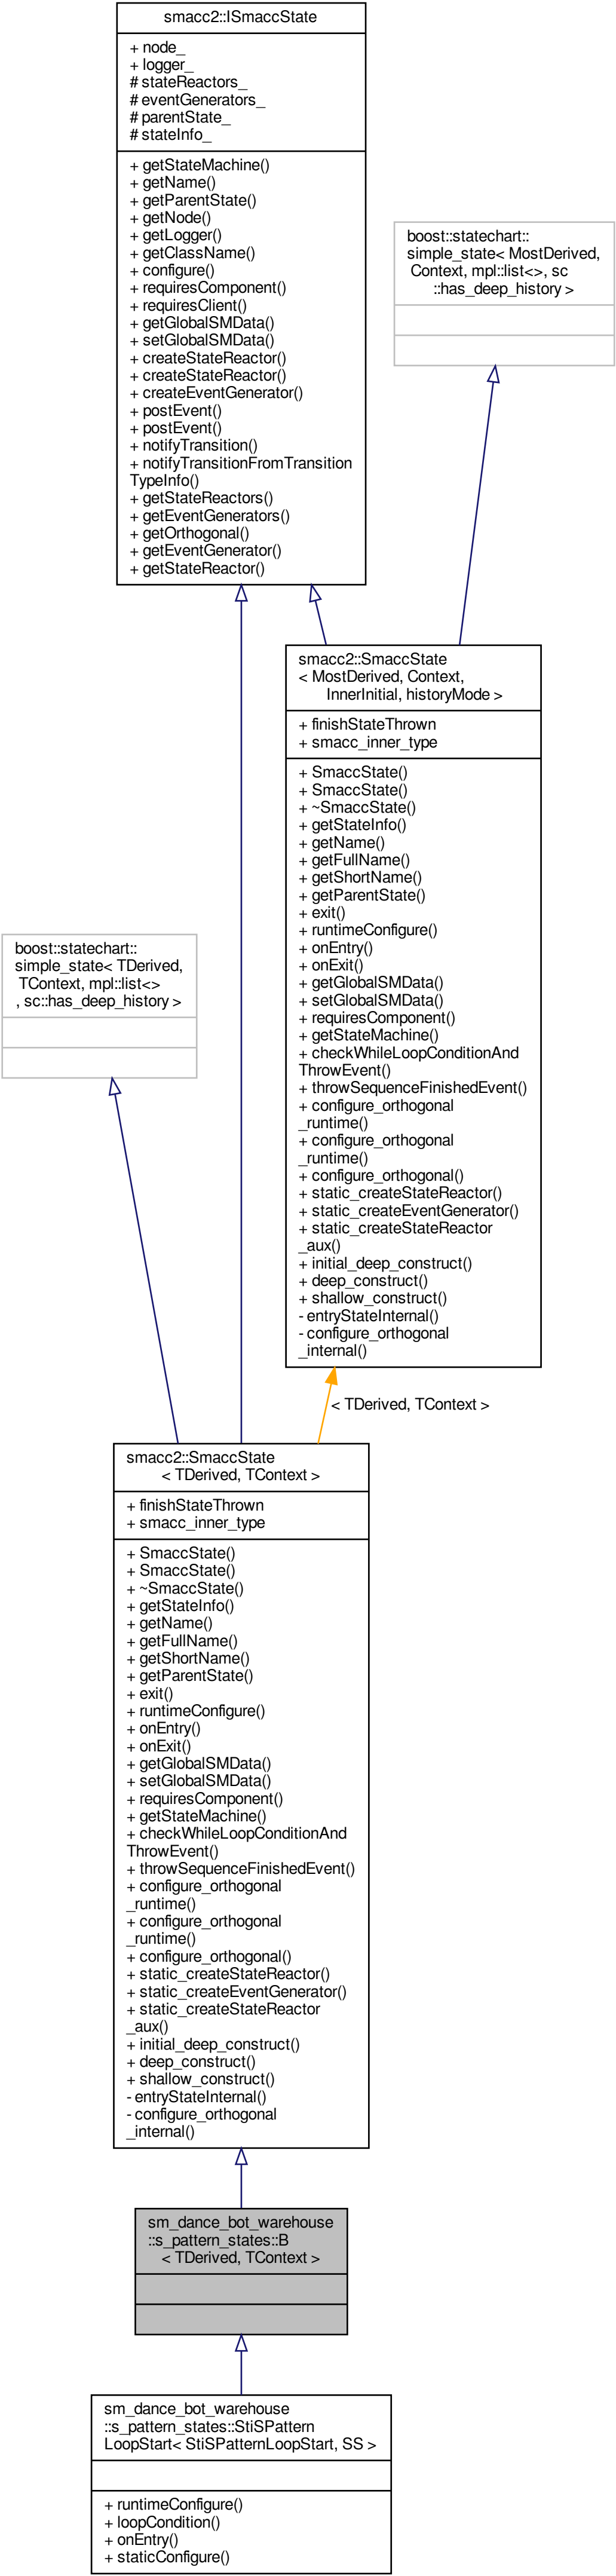 smacc2::ISmaccState
+ node_
+ logger_
# stateReactors_
# eventGenerators_
# parentState_
# stateInfo_
+ getStateMachine()
+ getName()
+ getParentState()
+ getNode()
+ getLogger()
+ getClassName()
+ configure()
+ requiresComponent()
+ requiresClient()
+ getGlobalSMData()
+ setGlobalSMData()
+ createStateReactor()
+ createStateReactor()
+ createEventGenerator()
+ postEvent()
+ postEvent()
+ notifyTransition()
+ notifyTransitionFromTransition
TypeInfo()
+ getStateReactors()
+ getEventGenerators()
+ getOrthogonal()
+ getEventGenerator()
+ getStateReactor()
boost::statechart::
simple_state< MostDerived,
Context, mpl::list<>, sc
::has_deep_history >
smacc2::SmaccState
< MostDerived, Context,
InnerInitial, historyMode >
+ finishStateThrown
+ smacc_inner_type
+ SmaccState()
+ SmaccState()
+ ~SmaccState()
+ getStateInfo()
+ getName()
+ getFullName()
+ getShortName()
+ getParentState()
+ exit()
+ runtimeConfigure()
+ onEntry()
+ onExit()
+ getGlobalSMData()
+ setGlobalSMData()
+ requiresComponent()
+ getStateMachine()
+ checkWhileLoopConditionAnd
ThrowEvent()
+ throwSequenceFinishedEvent()
+ configure_orthogonal
_runtime()
+ configure_orthogonal
_runtime()
+ configure_orthogonal()
+ static_createStateReactor()
+ static_createEventGenerator()
+ static_createStateReactor
_aux()
+ initial_deep_construct()
+ deep_construct()
+ shallow_construct()
- entryStateInternal()
- configure_orthogonal
_internal()
boost::statechart::
simple_state< TDerived,
TContext, mpl::list<>
, sc::has_deep_history >
< TDerived, TContext >
smacc2::SmaccState
< TDerived, TContext >
+ finishStateThrown
+ smacc_inner_type
+ SmaccState()
+ SmaccState()
+ ~SmaccState()
+ getStateInfo()
+ getName()
+ getFullName()
+ getShortName()
+ getParentState()
+ exit()
+ runtimeConfigure()
+ onEntry()
+ onExit()
+ getGlobalSMData()
+ setGlobalSMData()
+ requiresComponent()
+ getStateMachine()
+ checkWhileLoopConditionAnd
ThrowEvent()
+ throwSequenceFinishedEvent()
+ configure_orthogonal
_runtime()
+ configure_orthogonal
_runtime()
+ configure_orthogonal()
+ static_createStateReactor()
+ static_createEventGenerator()
+ static_createStateReactor
_aux()
+ initial_deep_construct()
+ deep_construct()
+ shallow_construct()
- entryStateInternal()
- configure_orthogonal
_internal()
sm_dance_bot_warehouse
::s_pattern_states::B
< TDerived, TContext >
sm_dance_bot_warehouse
::s_pattern_states::StiSPattern
LoopStart< StiSPatternLoopStart, SS >
+ runtimeConfigure()
+ loopCondition()
+ onEntry()
+ staticConfigure()